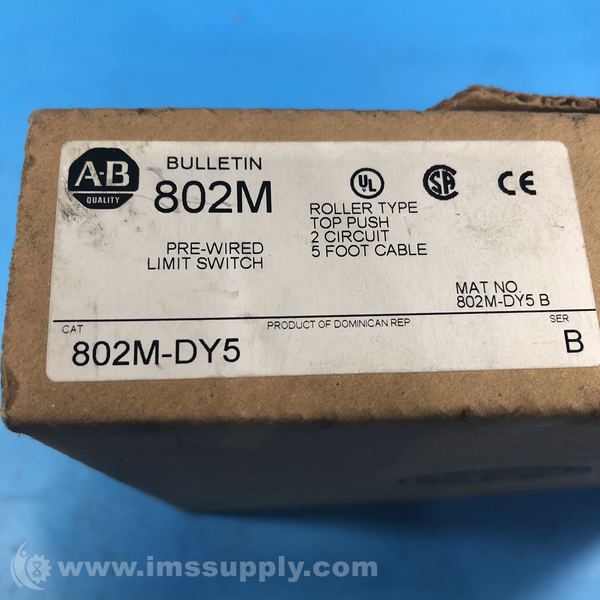 A-B
QUALITY
BULLETIN
802M
PRE-WIRED
LIMIT SWITCH
UL
SA
CE
ROLLER TYPE
TOP PUSH
2 CIRCUIT
5 FOOT CABLE
MAT NO.
802M-DY5 B
CAT
PRODUCT OF DOMINICAN REP
SER
802M-DY5
B
www.imssupply.com